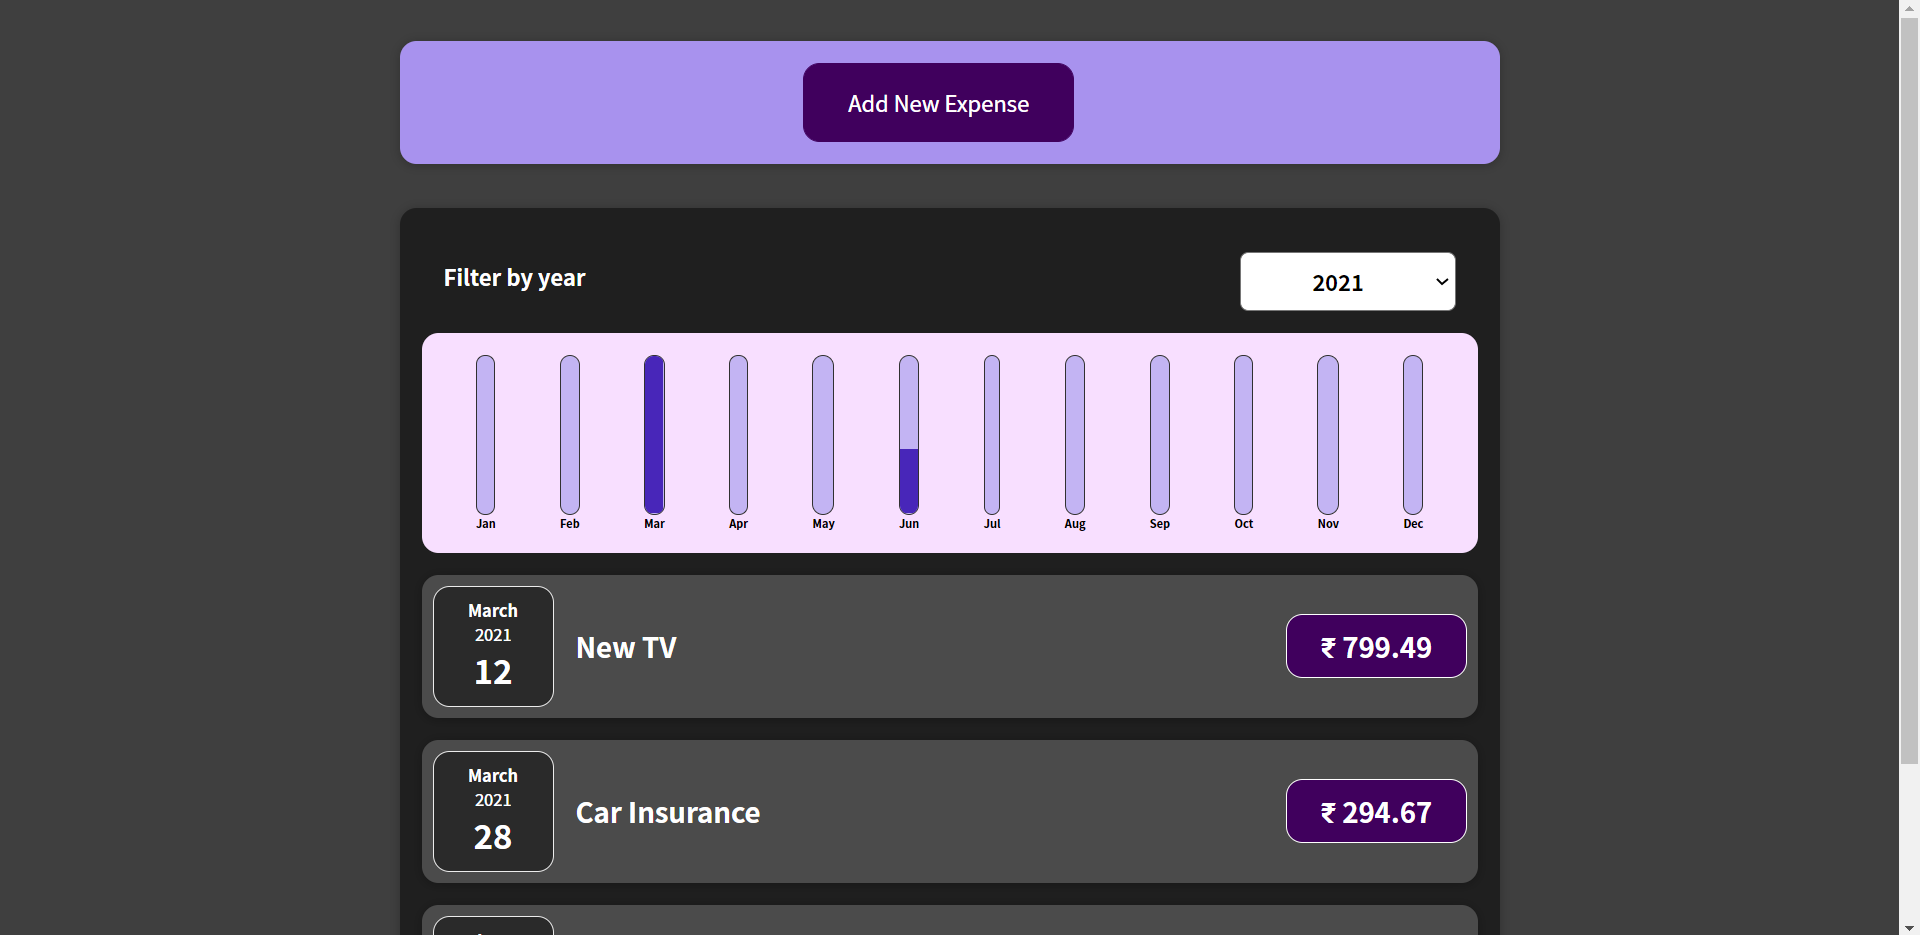 Add New Expense
Filter by year
2021
Jan Feb Mar Apr May Jun Jul Aug Sep Oct Nov Dec
March
2021
12
New TV
₹ 799.49
March
2021
28
Car Insurance
₹ 294.67